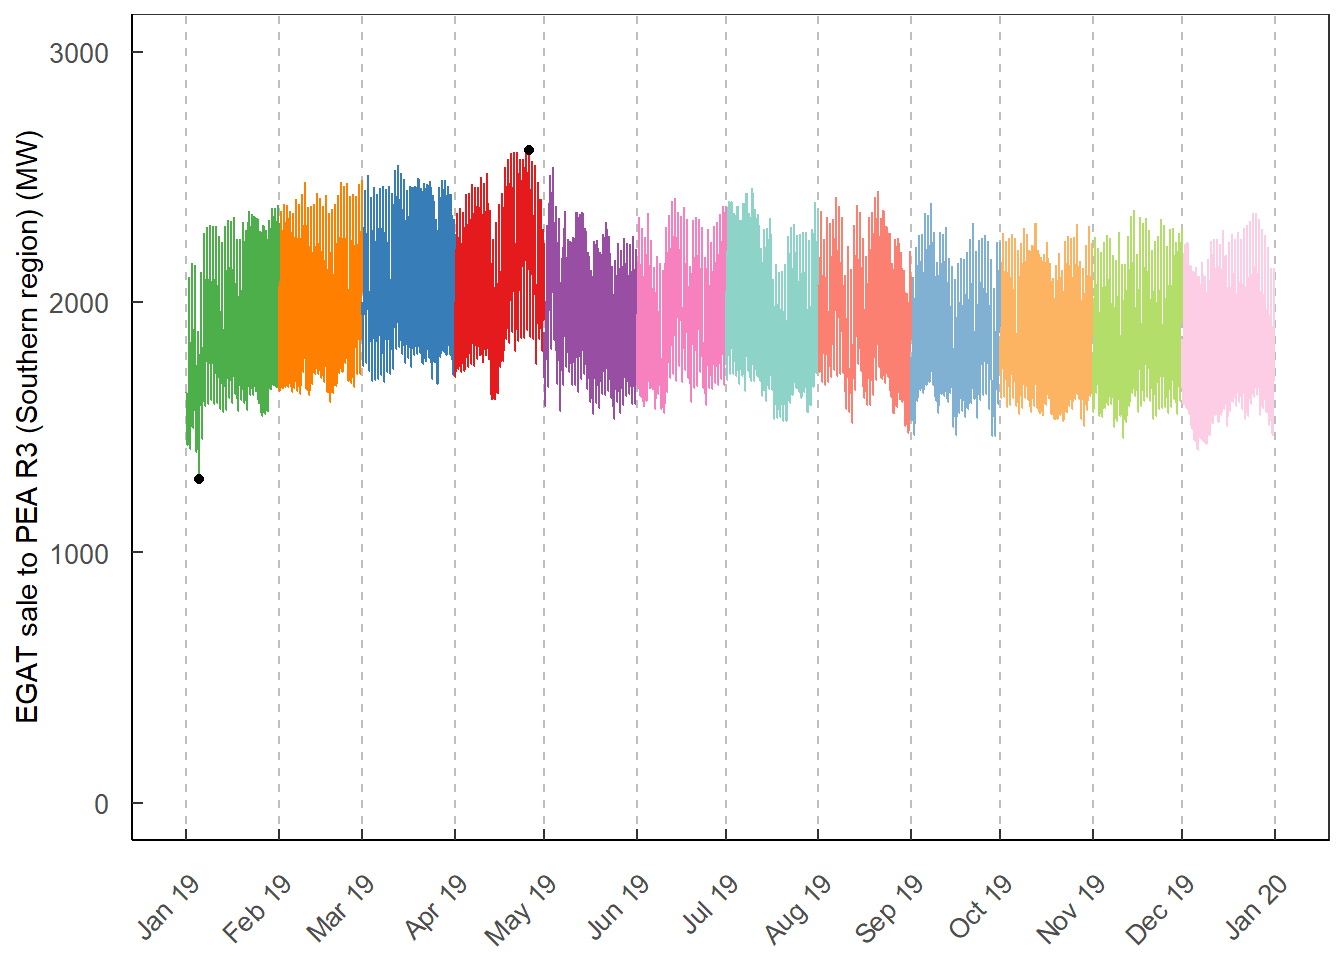 EGAT sale to PEA R3 (Southern region) (MW)
3000
2000
1000
0
Jan 19
Feb 19
Mar 19
Apr 19
May 19
Jun 19
Jul 19
Aug 19
Sep 19
Oct 19
Nov 19
Dec 19
Jan 20